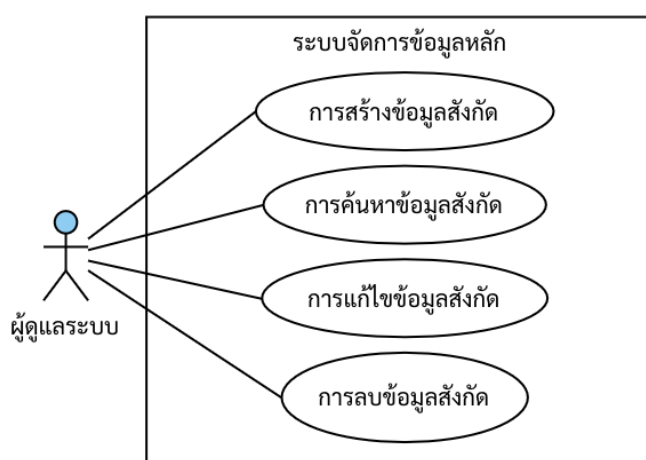 ระบบจัดการข้อมูลหลัก
การสร้างข้อมูลสังกัด
การค้นหาข้อมูลสังกัด
การแก้ไขข้อมูลสังกัด
ผู้ดูแลระบบ
การลบข้อมูลสังกัด